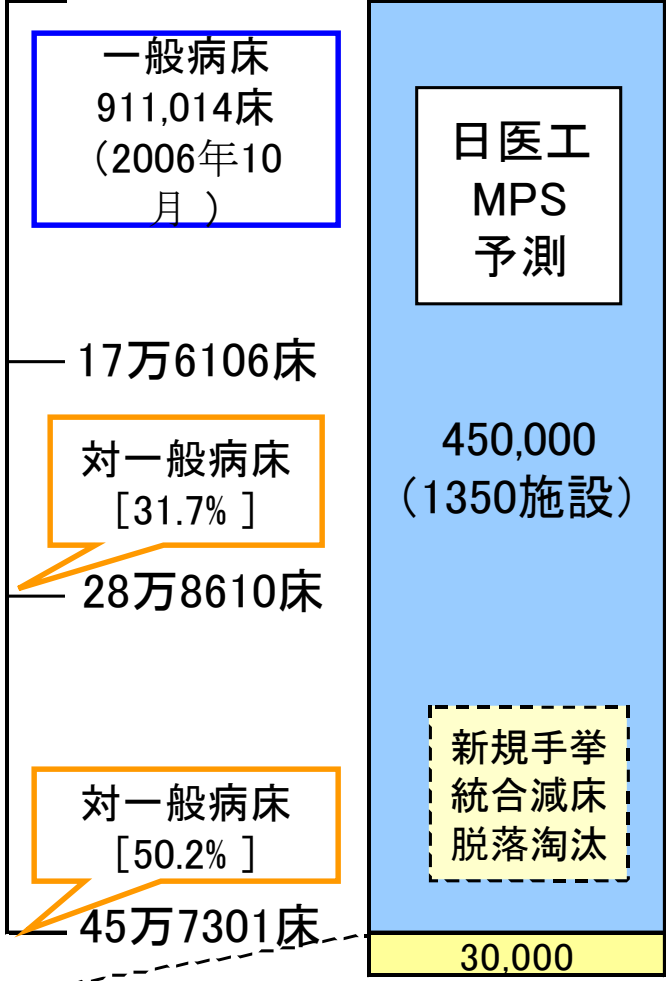 一般病床
911,014床
（2006年10
月 ）
17万6106床
対一般病床
［31.7% ］
28万8610床
対一般病床
［50.2% ］
45万7301床
日医工
MPS
予測
450,000
（1350施設）
新規手挙
統合減床
脱落淘汰
30,000